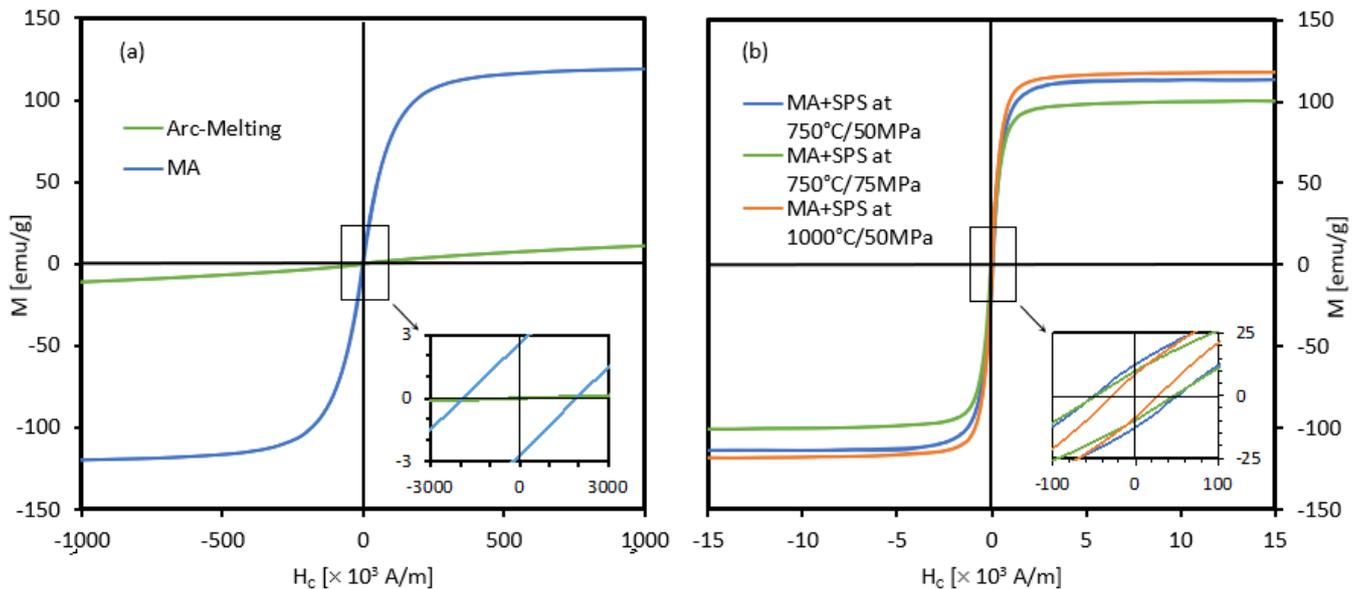 (a)
150
100
50
0
-50
-100
-150
M [emu/g]
Arc-Melting
MA
3
0
-3
-3000 0 3000
-1000 -500 0 500 1000
H_c [× 10³ A/m]
(b)
MA+SPS at
750°C/50MPa
MA+SPS at
750°C/75MPa
MA+SPS at
1000°C/50MPa
150
100
50
0
-50
-100
-150
M [emu/g]
25
0
-25
-100 0 100
-15 -10 -5 0 5 10 15
H_c [× 10³ A/m]